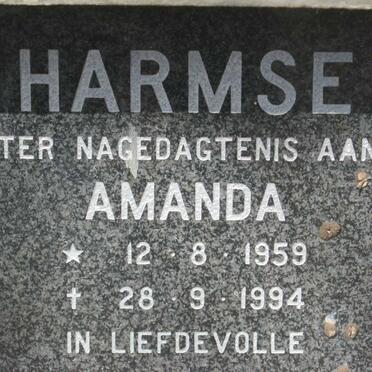 HARMSE
TER NAGEDAGTENIS AAN
AMANDA
★ 12 · 8 · 1959
✝ 28 · 9 · 1994
IN LIEFDEVOLLE